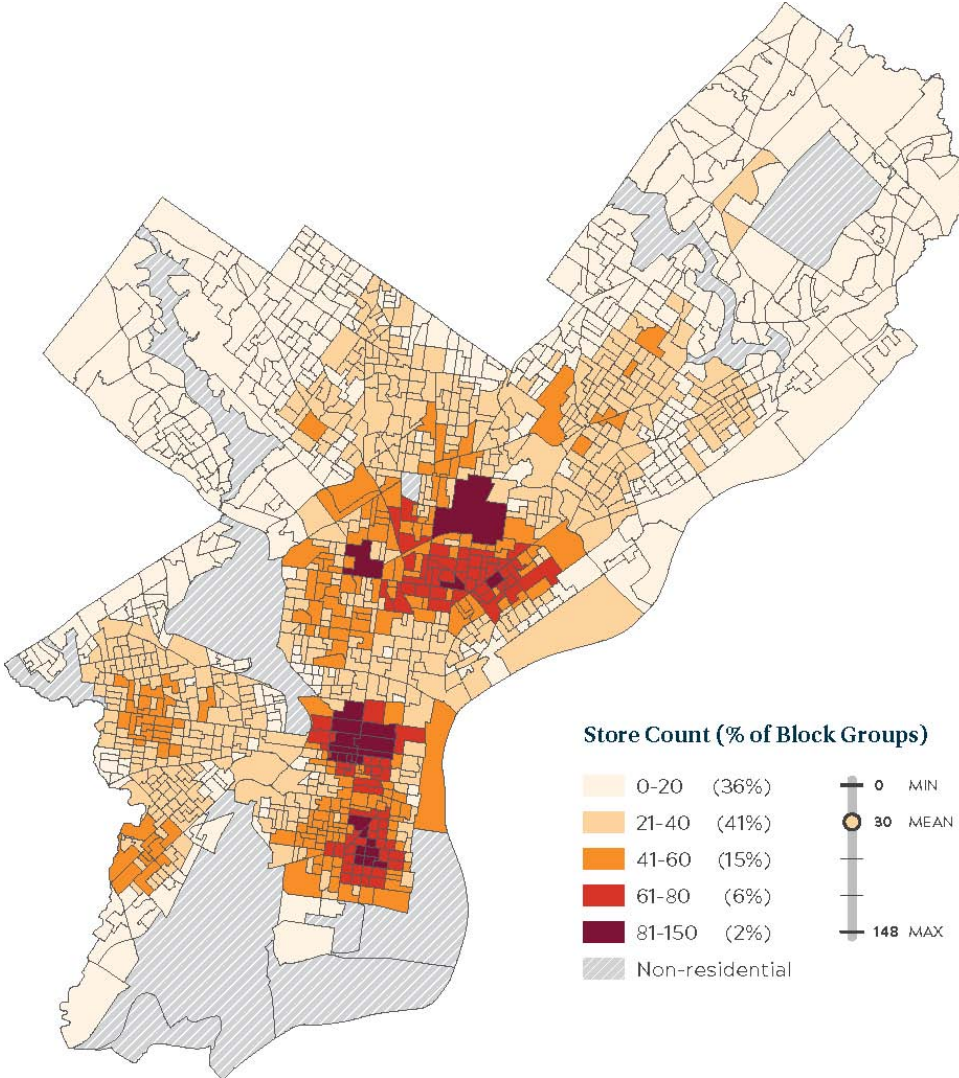 Store Count (% of Block Groups)
0-20 (36%)
21-40 (41%)
41-60 (15%)
61-80 (6%)
81-150 (2%)
Non-residential
0 MIN
30 MEAN
148 MAX